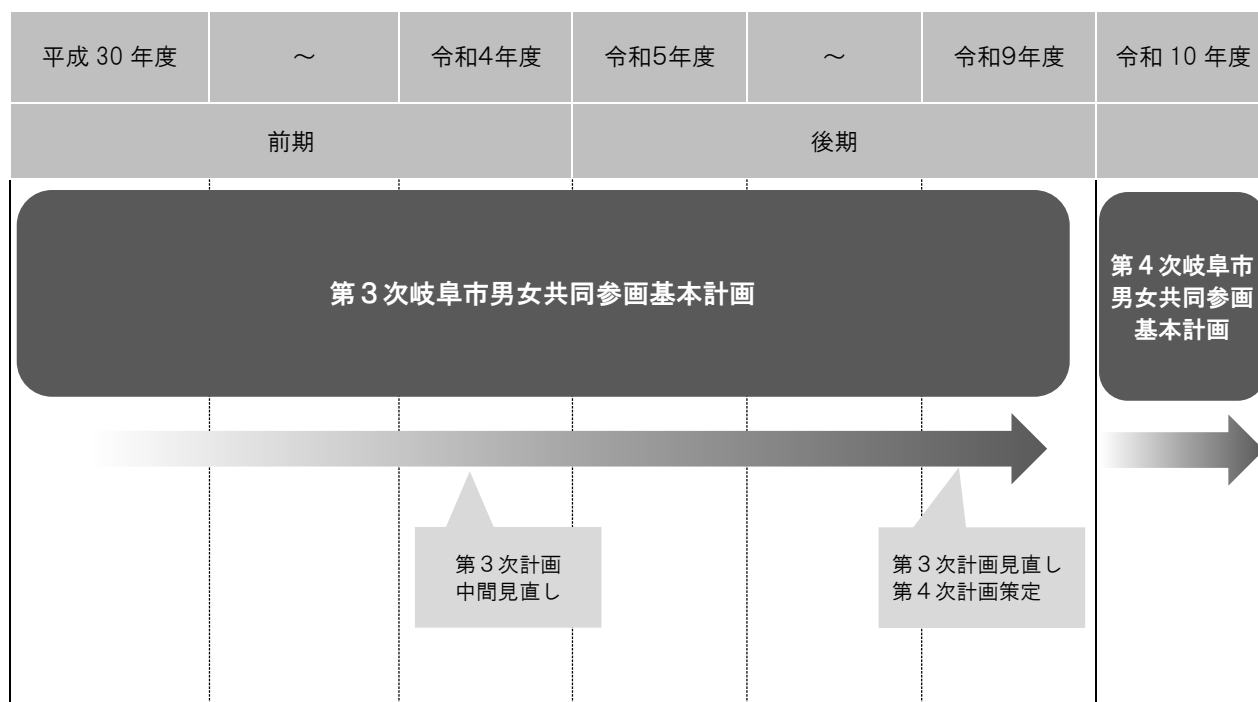 平成 30 年度
～
令和4年度
令和5年度
～
令和9年度
令和 10 年度
前期
後期
第３次岐阜市男女共同参画基本計画
第４次岐阜市
男女共同参画
基本計画
第３次計画
中間見直し
第３次計画見直し
第４次計画策定